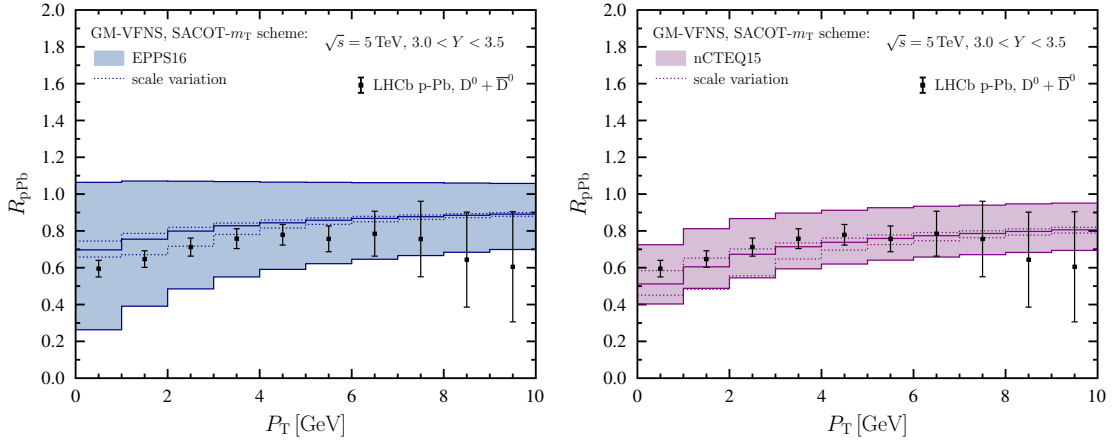 GM-VFNS, SACOT-m_T scheme:
√s = 5 TeV, 3.0 < Y < 3.5
EPPS16
scale variation
LHCb p-Pb, D⁰ + D̅⁰
R_pPb
2.0
1.8
1.6
1.4
1.2
1.0
0.8
0.6
0.4
0.2
0.0
0 2 4 6 8 10
P_T [GeV]
GM-VFNS, SACOT-m_T scheme:
√s = 5 TeV, 3.0 < Y < 3.5
nCTEQ15
scale variation
LHCb p-Pb, D⁰ + D̅⁰
R_pPb
2.0
1.8
1.6
1.4
1.2
1.0
0.8
0.6
0.4
0.2
0.0
0 2 4 6 8 10
P_T [GeV]